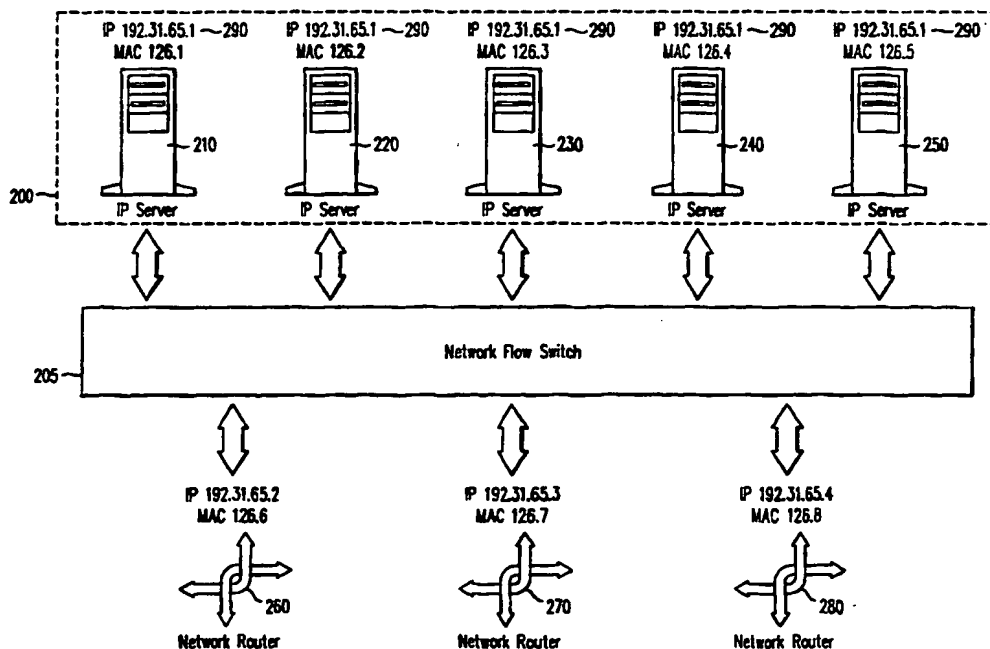 IP 192.31.65.1 ~290 IP 192.31.65.1 ~290 IP 192.31.65.1 ~290 IP 192.31.65.1 ~290 IP 192.31.65.1 ~290
MAC 126.1 MAC 126.2 MAC 126.3 MAC 126.4 MAC 126.5
210 220 230 240 250
200
IP Server IP Server IP Server IP Server IP Server
Network Flow Switch
205
IP 192.31.65.2 IP 192.31.65.3 IP 192.31.65.4
MAC 126.6 MAC 126.7 MAC 126.8
260 270 280
Network Router Network Router Network Router